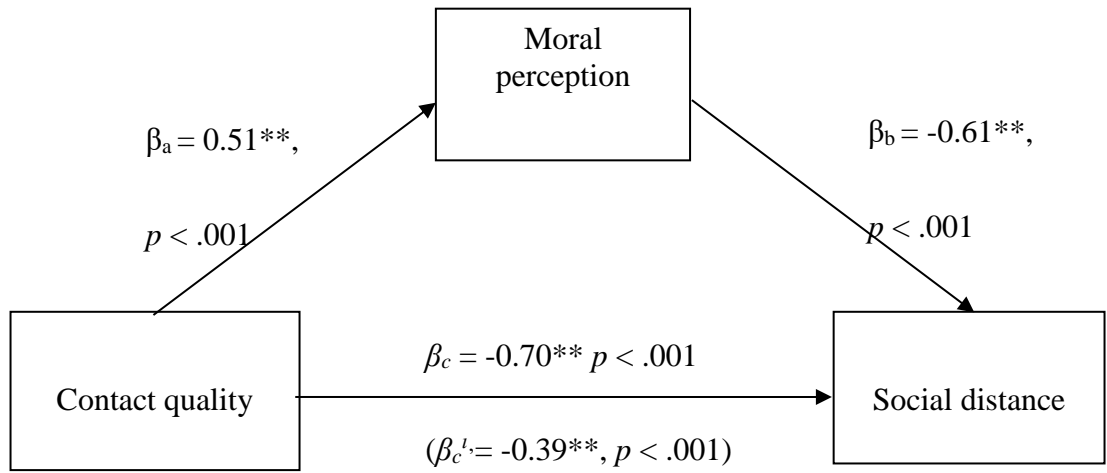 Moral
perception
βa = 0.51**,
p < .001
βb = -0.61**,
p < .001
Contact quality
βc = -0.70** p < .001
(βcᶥ,= -0.39**, p < .001)
Social distance